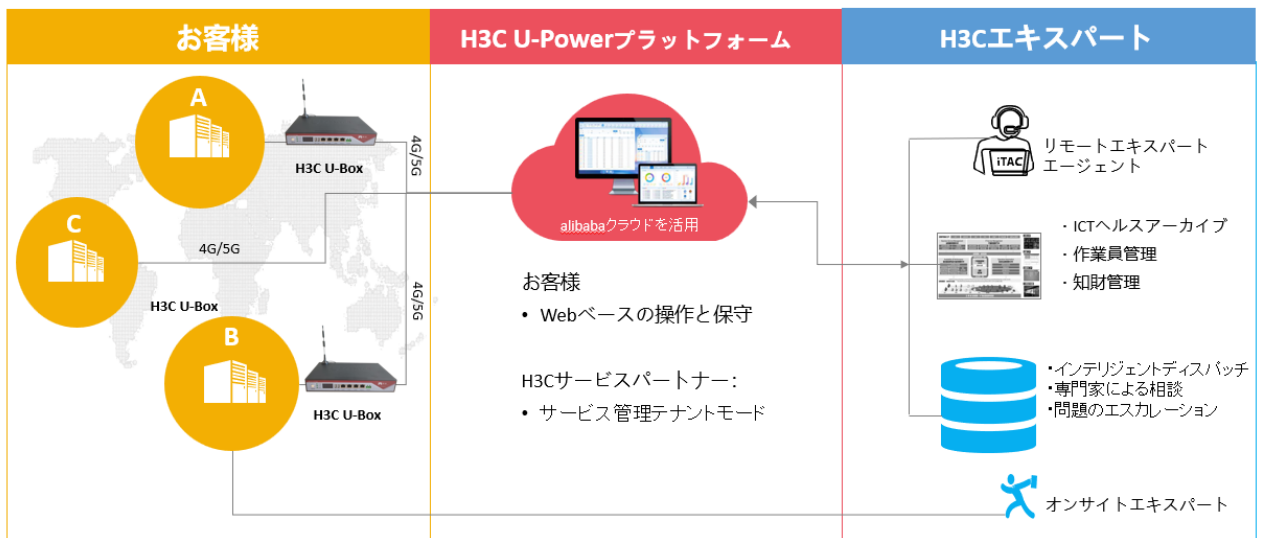 お客様
H3C U-Powerプラットフォーム
H3Cエキスパート
A
H3C U-Box
4G/5G
C
4G/5G
H3C U-Box
4G/5G
B
H3C U-Box
alibabaクラウドを活用
お客様
• Webベースの操作と保守
H3Cサービスパートナー：
• サービス管理テナントモード
iTAC
リモートエキスパート
エージェント
・ICTヘルスアーカイブ
・作業員管理
・知財管理
・インテリジェントディスパッチ
・専門家による相談
・問題のエスカレーション
オンサイトエキスパート